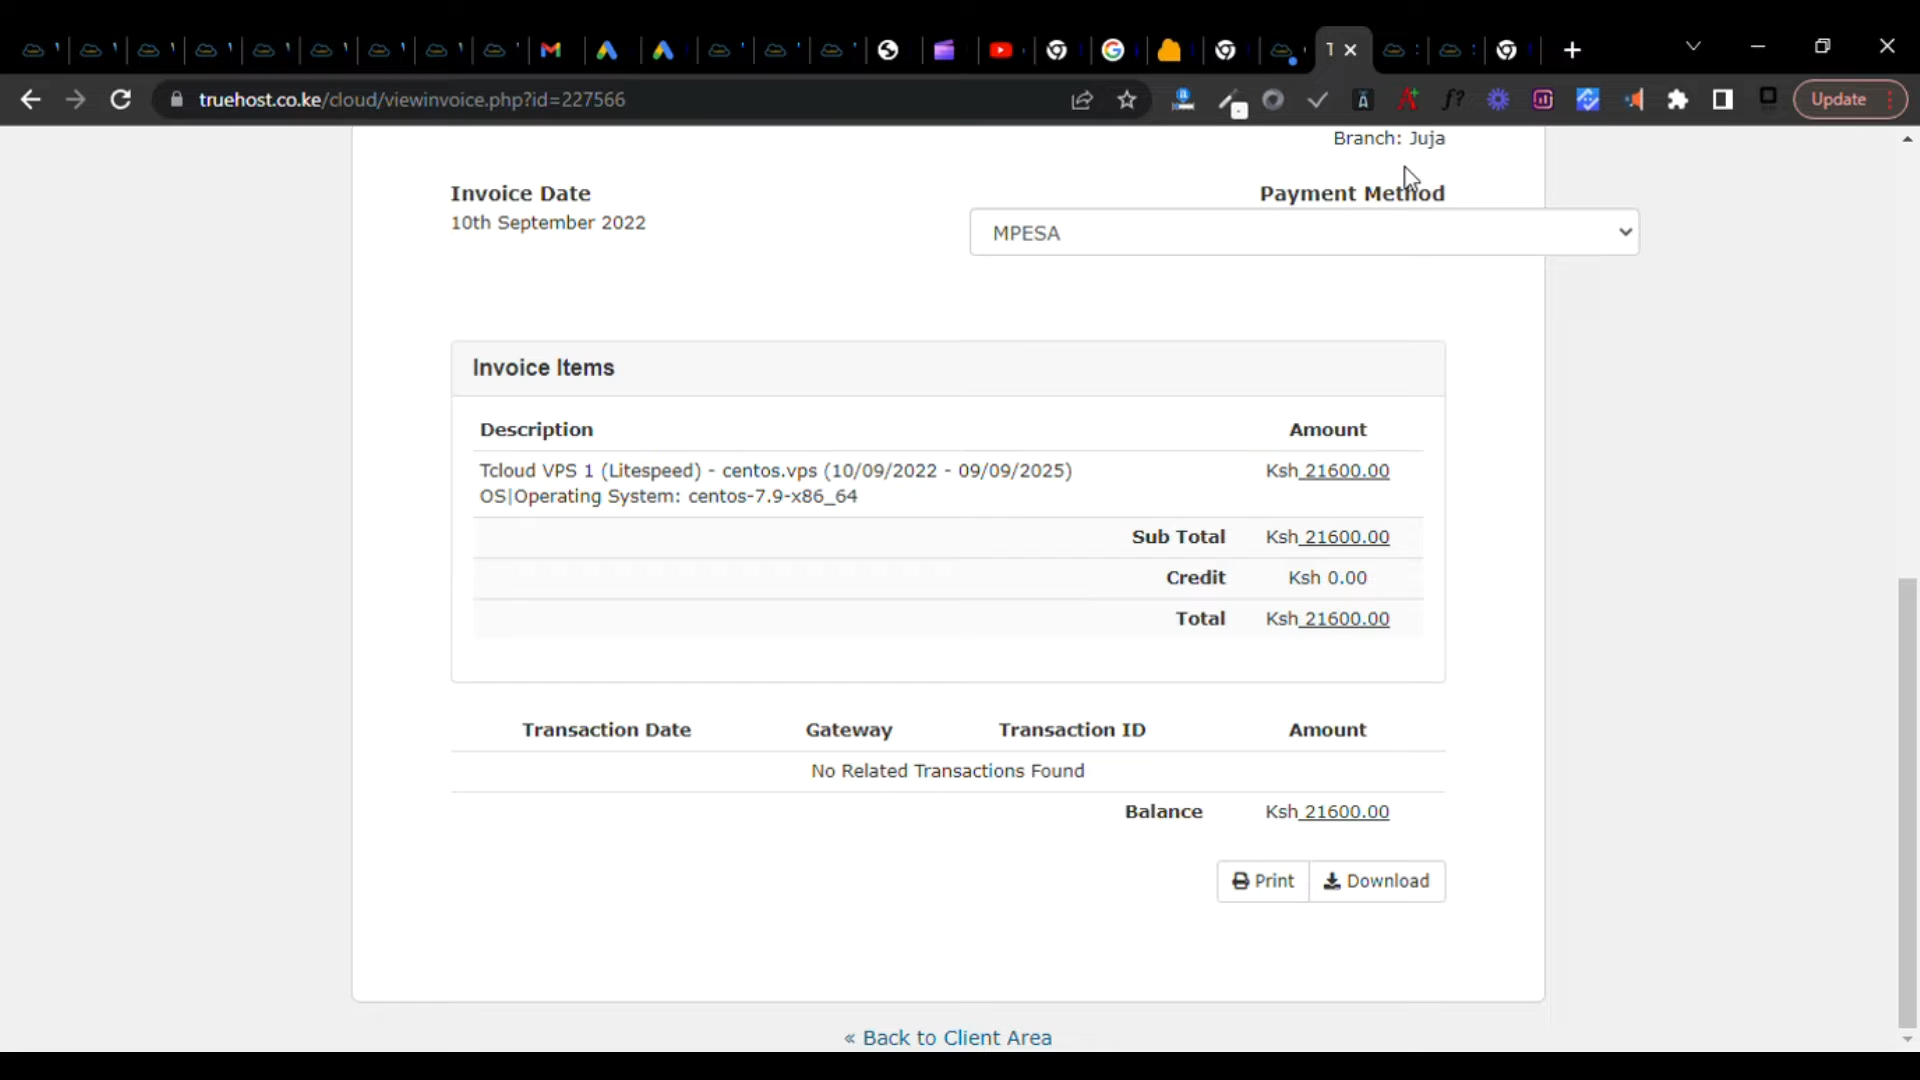 truehost.co.ke/cloud/viewinvoice.php?id=227566
Update
Branch: Juja
Invoice Date
Payment Method
10th September 2022
MPESA
Invoice Items
Description Amount
Tcloud VPS 1 (Litespeed) - centos.vps (10/09/2022 - 09/09/2025) Ksh 21600.00
OS|Operating System: centos-7.9-x86_64
Sub Total Ksh 21600.00
Credit Ksh 0.00
Total Ksh 21600.00
Transaction Date Gateway Transaction ID Amount
No Related Transactions Found
Balance Ksh 21600.00
Print Download
« Back to Client Area